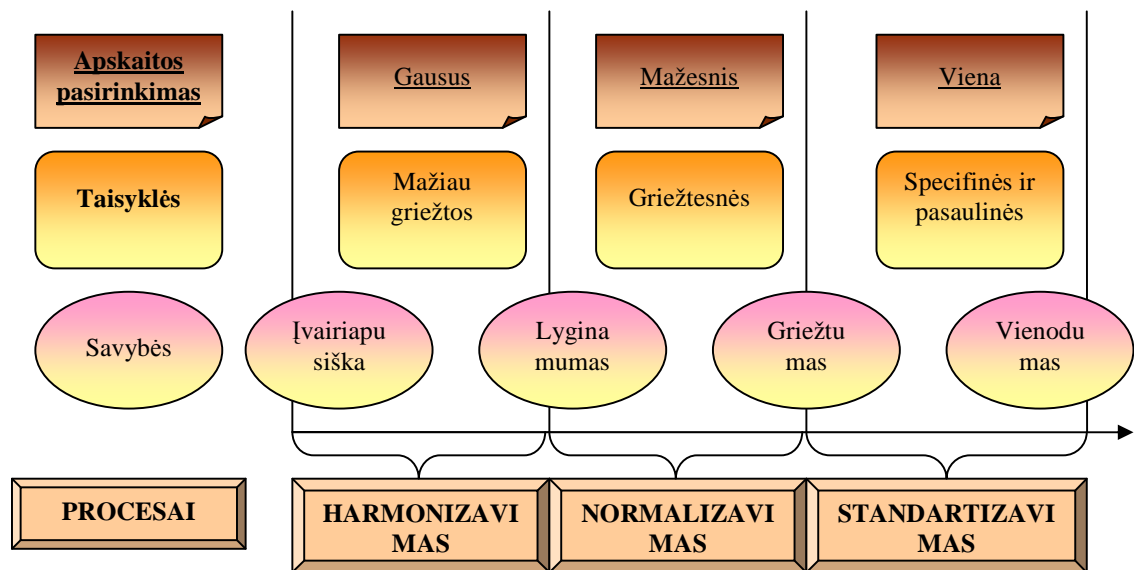 Apskaitos
pasirinkimas
Gausus
Mažesnis
Viena
Taisyklės
Mažiau
griežtos
Griežtesnės
Specifinės ir
pasaulinės
Savybės
Įvairiapu
siška
Lygina
mumas
Griežtu
mas
Vienodu
mas
PROCESAI
HARMONIZAVI
MAS
NORMALIZAVI
MAS
STANDARTIZAVI
MAS